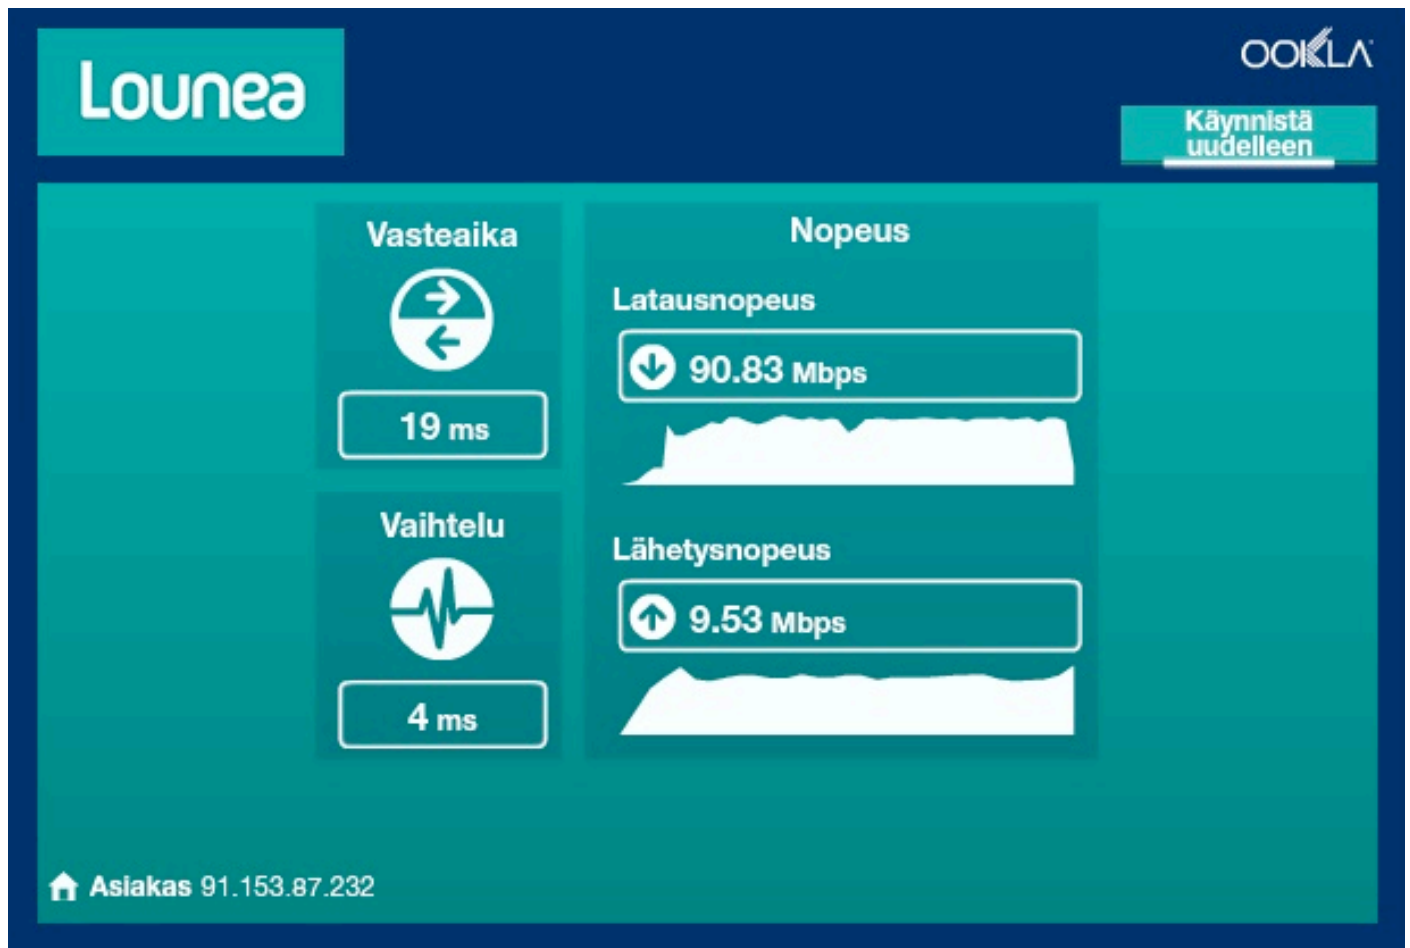 Lounea
OOKLA
Käynnistä
uudelleen
Vasteaika
19 ms
Vaihtelu
4 ms
Nopeus
Latausnopeus
90.83 Mbps
Lähetysnopeus
9.53 Mbps
Asiakas 91.153.87.232